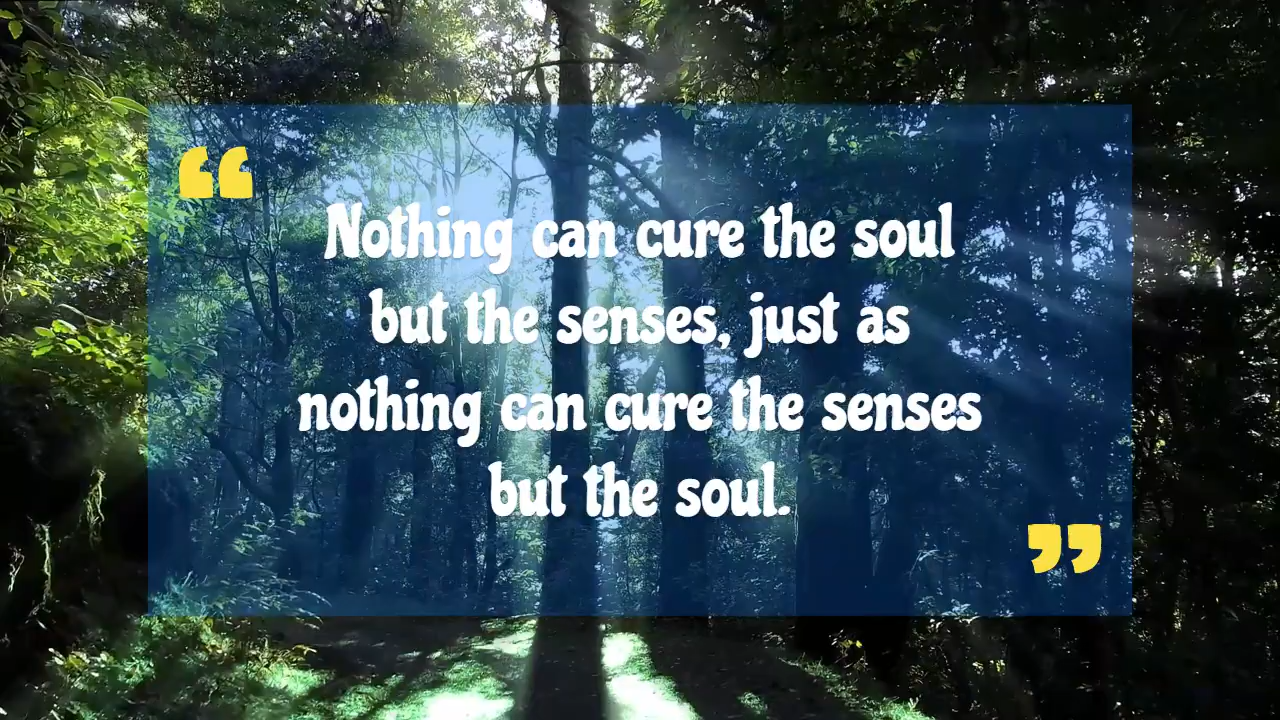 “
Nothing can cure the soul
but the senses, just as
nothing can cure the senses
but the soul.
”